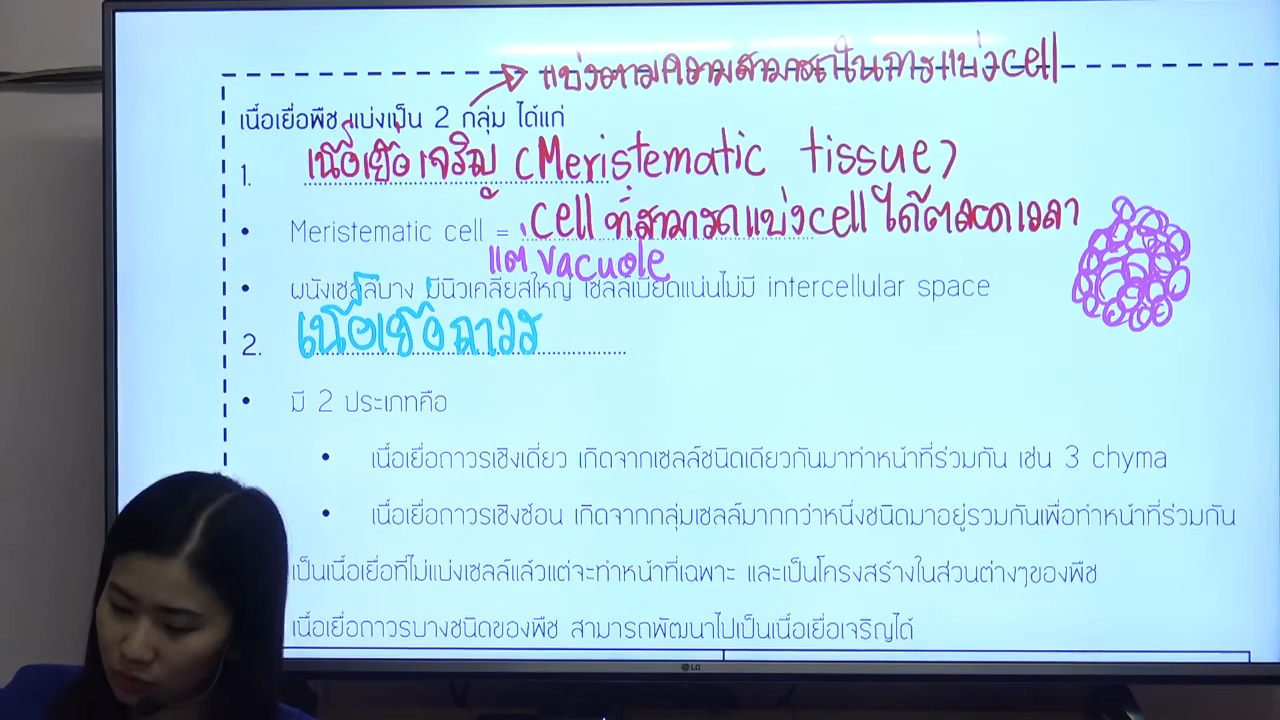 แบ่งตามความสามารถในการแบ่งcell
เนื้อเยื่อพืช แบ่งเป็น 2 กลุ่ม ได้แก่
1. เนื้อเยื่อเจริญ (Meristematic tissue)
• Meristematic cell = cell ที่สามารถแบ่งcell ได้ตลอดเวลา
แต่ vacuole
• ผนังเซลล์บาง มีนิวเคลียสใหญ่ เซลล์เบียดแน่นไม่มี intercellular space
2. เนื้อเยื่อถาวร
• มี 2 ประเภทคือ
• เนื้อเยื่อถาวรเชิงเดี่ยว เกิดจากเซลล์ชนิดเดียวกันมาทำหน้าที่ร่วมกัน เช่น 3 chyma
• เนื้อเยื่อถาวรเชิงซ้อน เกิดจากกลุ่มเซลล์มากกว่าหนึ่งชนิดมาอยู่รวมกันเพื่อทำหน้าที่ร่วมกัน
เป็นเนื้อเยื่อที่ไม่แบ่งเซลล์แล้วแต่จะทำหน้าที่เฉพาะ และเป็นโครงสร้างในส่วนต่างๆของพืช
เนื้อเยื่อถาวรบางชนิดของพืช สามารถพัฒนาไปเป็นเนื้อเยื่อเจริญได้
LG